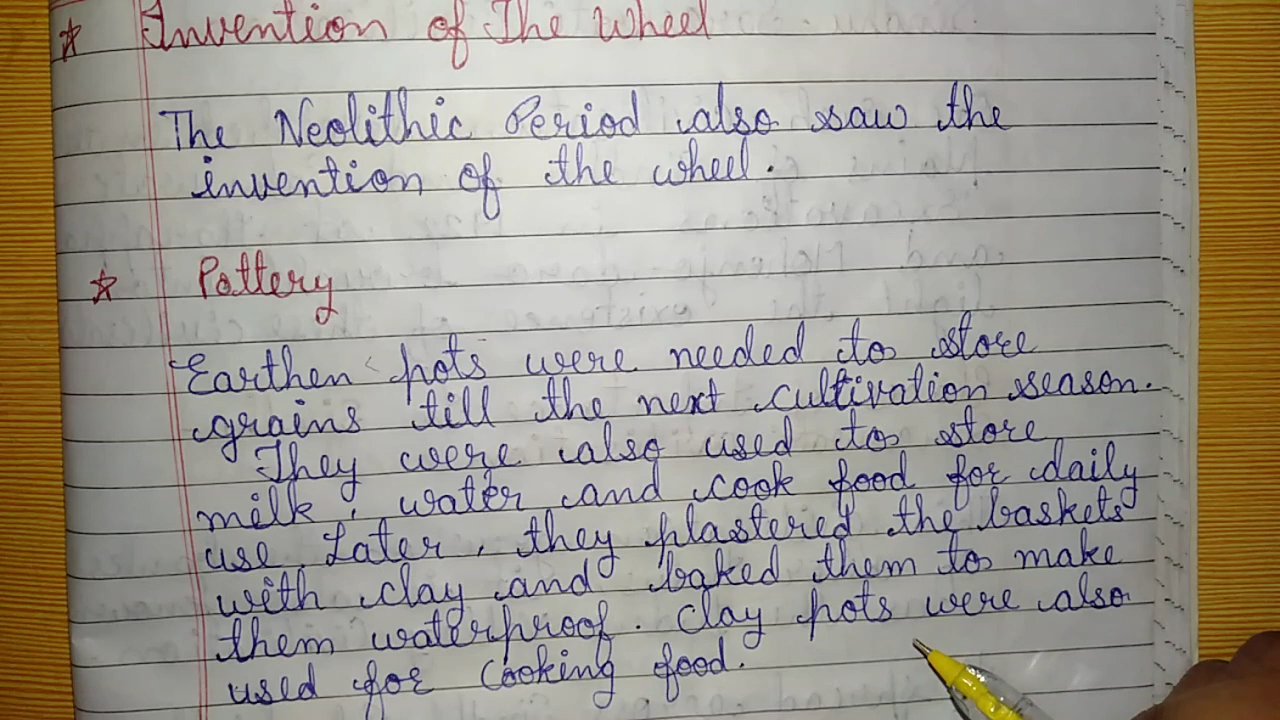 ☆ Invention of The Wheel
The Neolithic Period also saw the
invention of the wheel.
☆ Pottery
Earthen pots were needed to store
grains till the next cultivation season.
They were also used to store
milk, water and cook food for daily
use. Later, they plastered the baskets
with clay and baked them to make
them waterproof. Clay pots were also
used for cooking food.